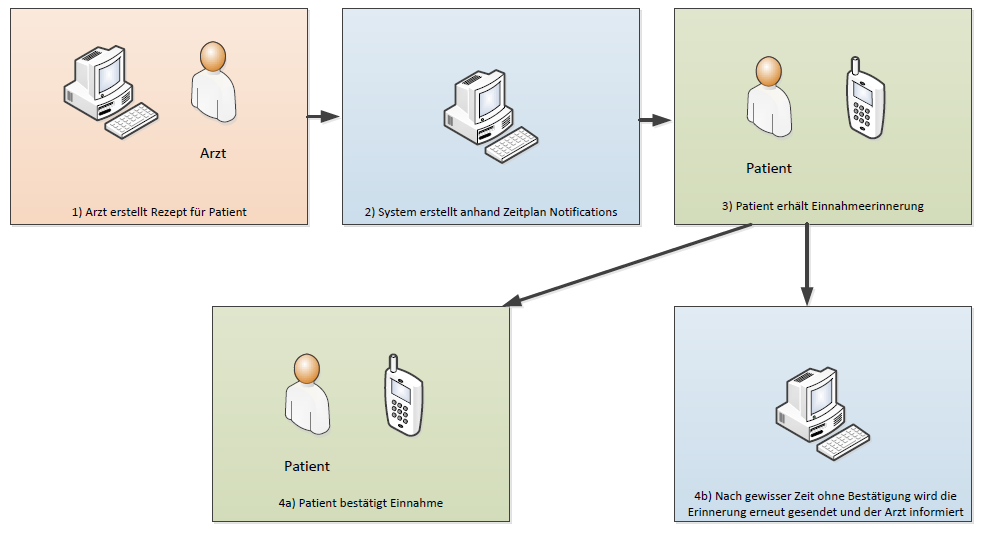 Arzt
1) Arzt erstellt Rezept für Patient
2) System erstellt anhand Zeitplan Notifications
Patient
3) Patient erhält Einnahmeerinnerung
Patient
4a) Patient bestätigt Einnahme
4b) Nach gewisser Zeit ohne Bestätigung wird die
Erinnerung erneut gesendet und der Arzt informiert